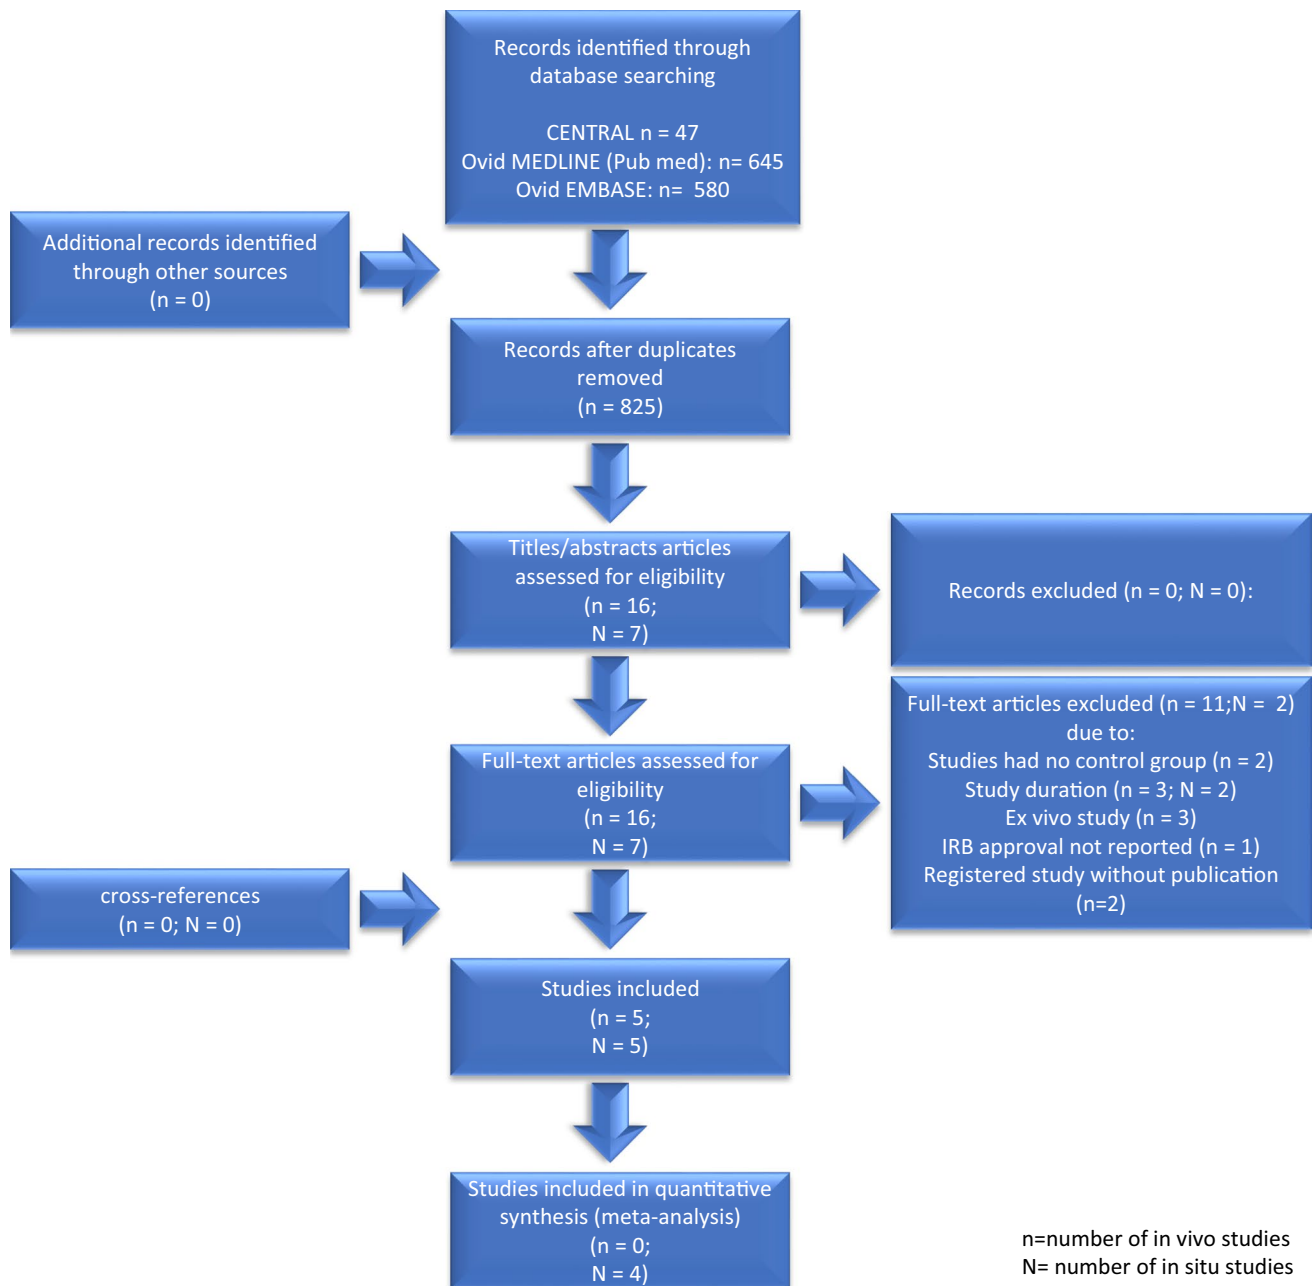 Records identified through
database searching
CENTRAL n = 47
Ovid MEDLINE (Pub med): n= 645
Ovid EMBASE: n=  580
Additional records identified
through other sources
(n = 0)
Records after duplicates
removed
(n = 825)
Titles/abstracts articles
assessed for eligibility
(n = 16;
N = 7)
Records excluded (n = 0; N = 0):
Full-text articles assessed for
eligibility
(n = 16;
N = 7)
Full-text articles excluded (n = 11;N =  2)
due to:
Studies had no control group (n = 2)
Study duration (n = 3; N = 2)
Ex vivo study (n = 3)
IRB approval not reported (n = 1)
Registered study without publication
(n=2)
cross-references
(n = 0; N = 0)
Studies included
(n = 5;
N = 5)
Studies included in quantitative
synthesis (meta-analysis)
(n = 0;
N = 4)
n=number of in vivo studies
N= number of in situ studies